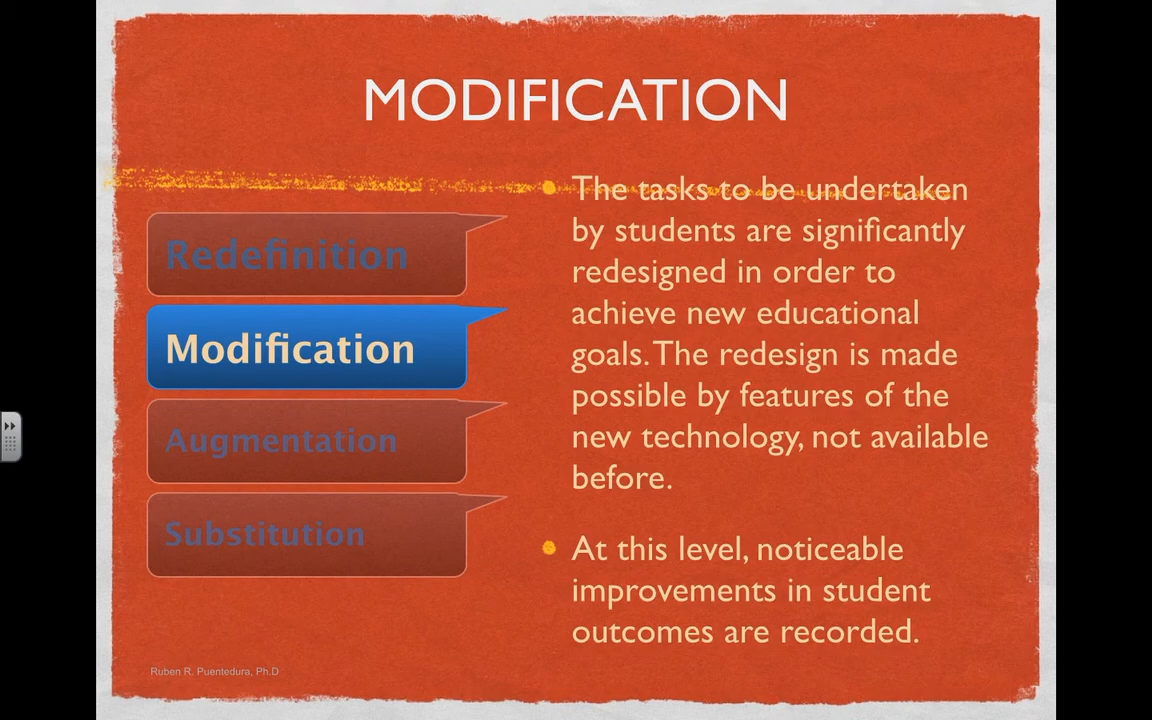 MODIFICATION
Redefinition
Modification
Augmentation
Substitution
The tasks to be undertaken
by students are significantly
redesigned in order to
achieve new educational
goals. The redesign is made
possible by features of the
new technology, not available
before.
At this level, noticeable
improvements in student
outcomes are recorded.
Ruben R. Puentedura, Ph.D